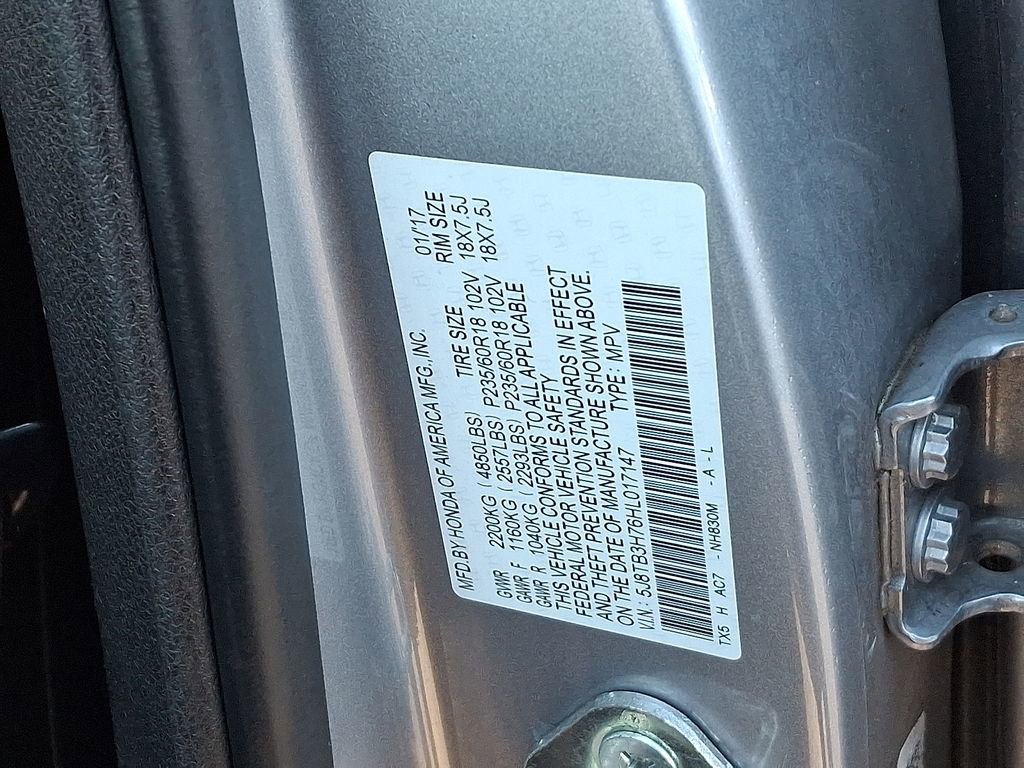 MFD.BY HONDA OF AMERICA MFG.,INC. 01/'17
TIRE SIZE RIM SIZE
GVWR 2200KG (4850LBS)
GAWR F 1160KG (2557LBS) P235/60R18 102V 18X7.5J
GAWR R 1040KG (2293LBS) P235/60R18 102V 18X7.5J
THIS VEHICLE CONFORMS TO ALL APPLICABLE
FEDERAL MOTOR VEHICLE SAFETY
AND THEFT PREVENTION STANDARDS IN EFFECT
ON THE DATE OF MANUFACTURE SHOWN ABOVE.
V.I.N.: 5J8TB3H76HL017147 TYPE: MPV
TX5 H AC7 - NH830M - A - L